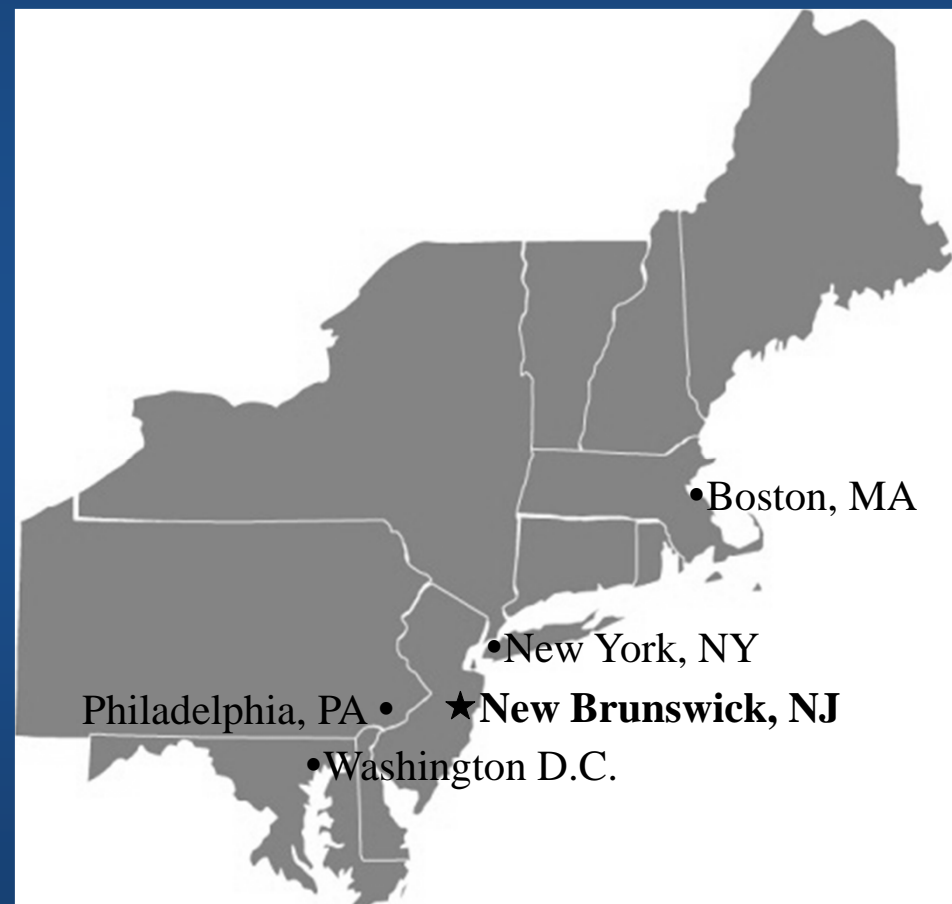 •Boston, MA
•New York, NY
Philadelphia, PA •
★New Brunswick, NJ
•Washington D.C.